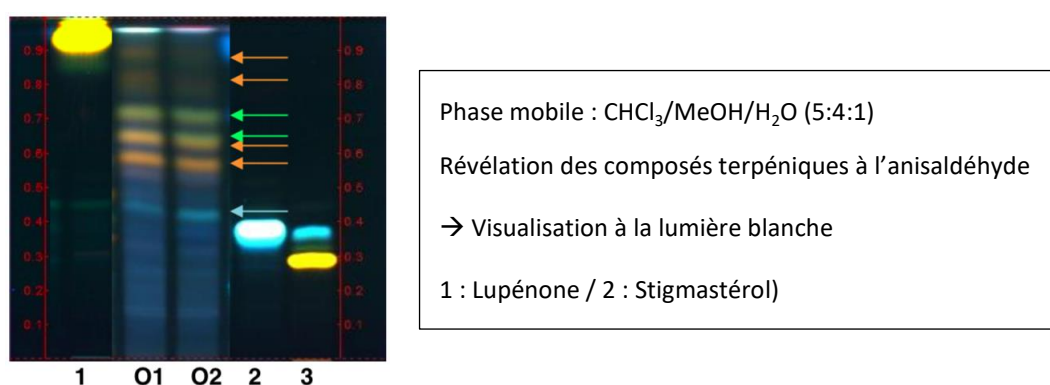 0.9 0.9
0.8 0.8
0.7 0.7
0.6 0.6
0.5 0.5
0.4 0.4
0.3 0.3
0.2 0.2
0.1 0.1
1 O1 O2 2 3
Phase mobile : CHCl₃/MeOH/H₂O (5:4:1)
Révélation des composés terpéniques à l’anisaldéhyde
→ Visualisation à la lumière blanche
1 : Lupénone / 2 : Stigmastérol)